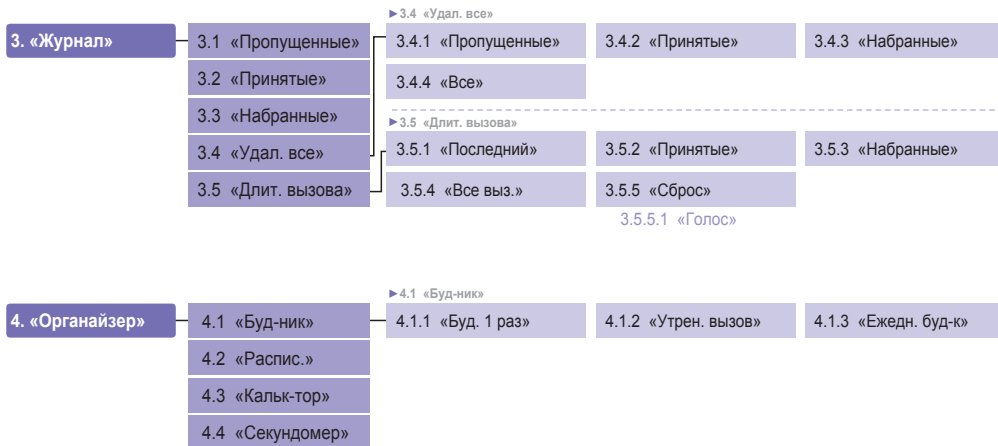 ►3.4 «Удал. все»
3. «Журнал» 3.1 «Пропущенные» 3.4.1 «Пропущенные» 3.4.2 «Принятые» 3.4.3 «Набранные»
3.2 «Принятые» 3.4.4 «Все»
3.3 «Набранные»
►3.5 «Длит. вызова»
3.4 «Удал. все» 3.5.1 «Последний» 3.5.2 «Принятые» 3.5.3 «Набранные»
3.5 «Длит. вызова» 3.5.4 «Все выз.» 3.5.5 «Сброс»
3.5.5.1 «Голос»
►4.1 «Буд-ник»
4. «Органайзер» 4.1 «Буд-ник» 4.1.1 «Буд. 1 раз» 4.1.2 «Утрен. вызов» 4.1.3 «Ежедн. буд-к»
4.2 «Распис.»
4.3 «Кальк-тор»
4.4 «Секундомер»